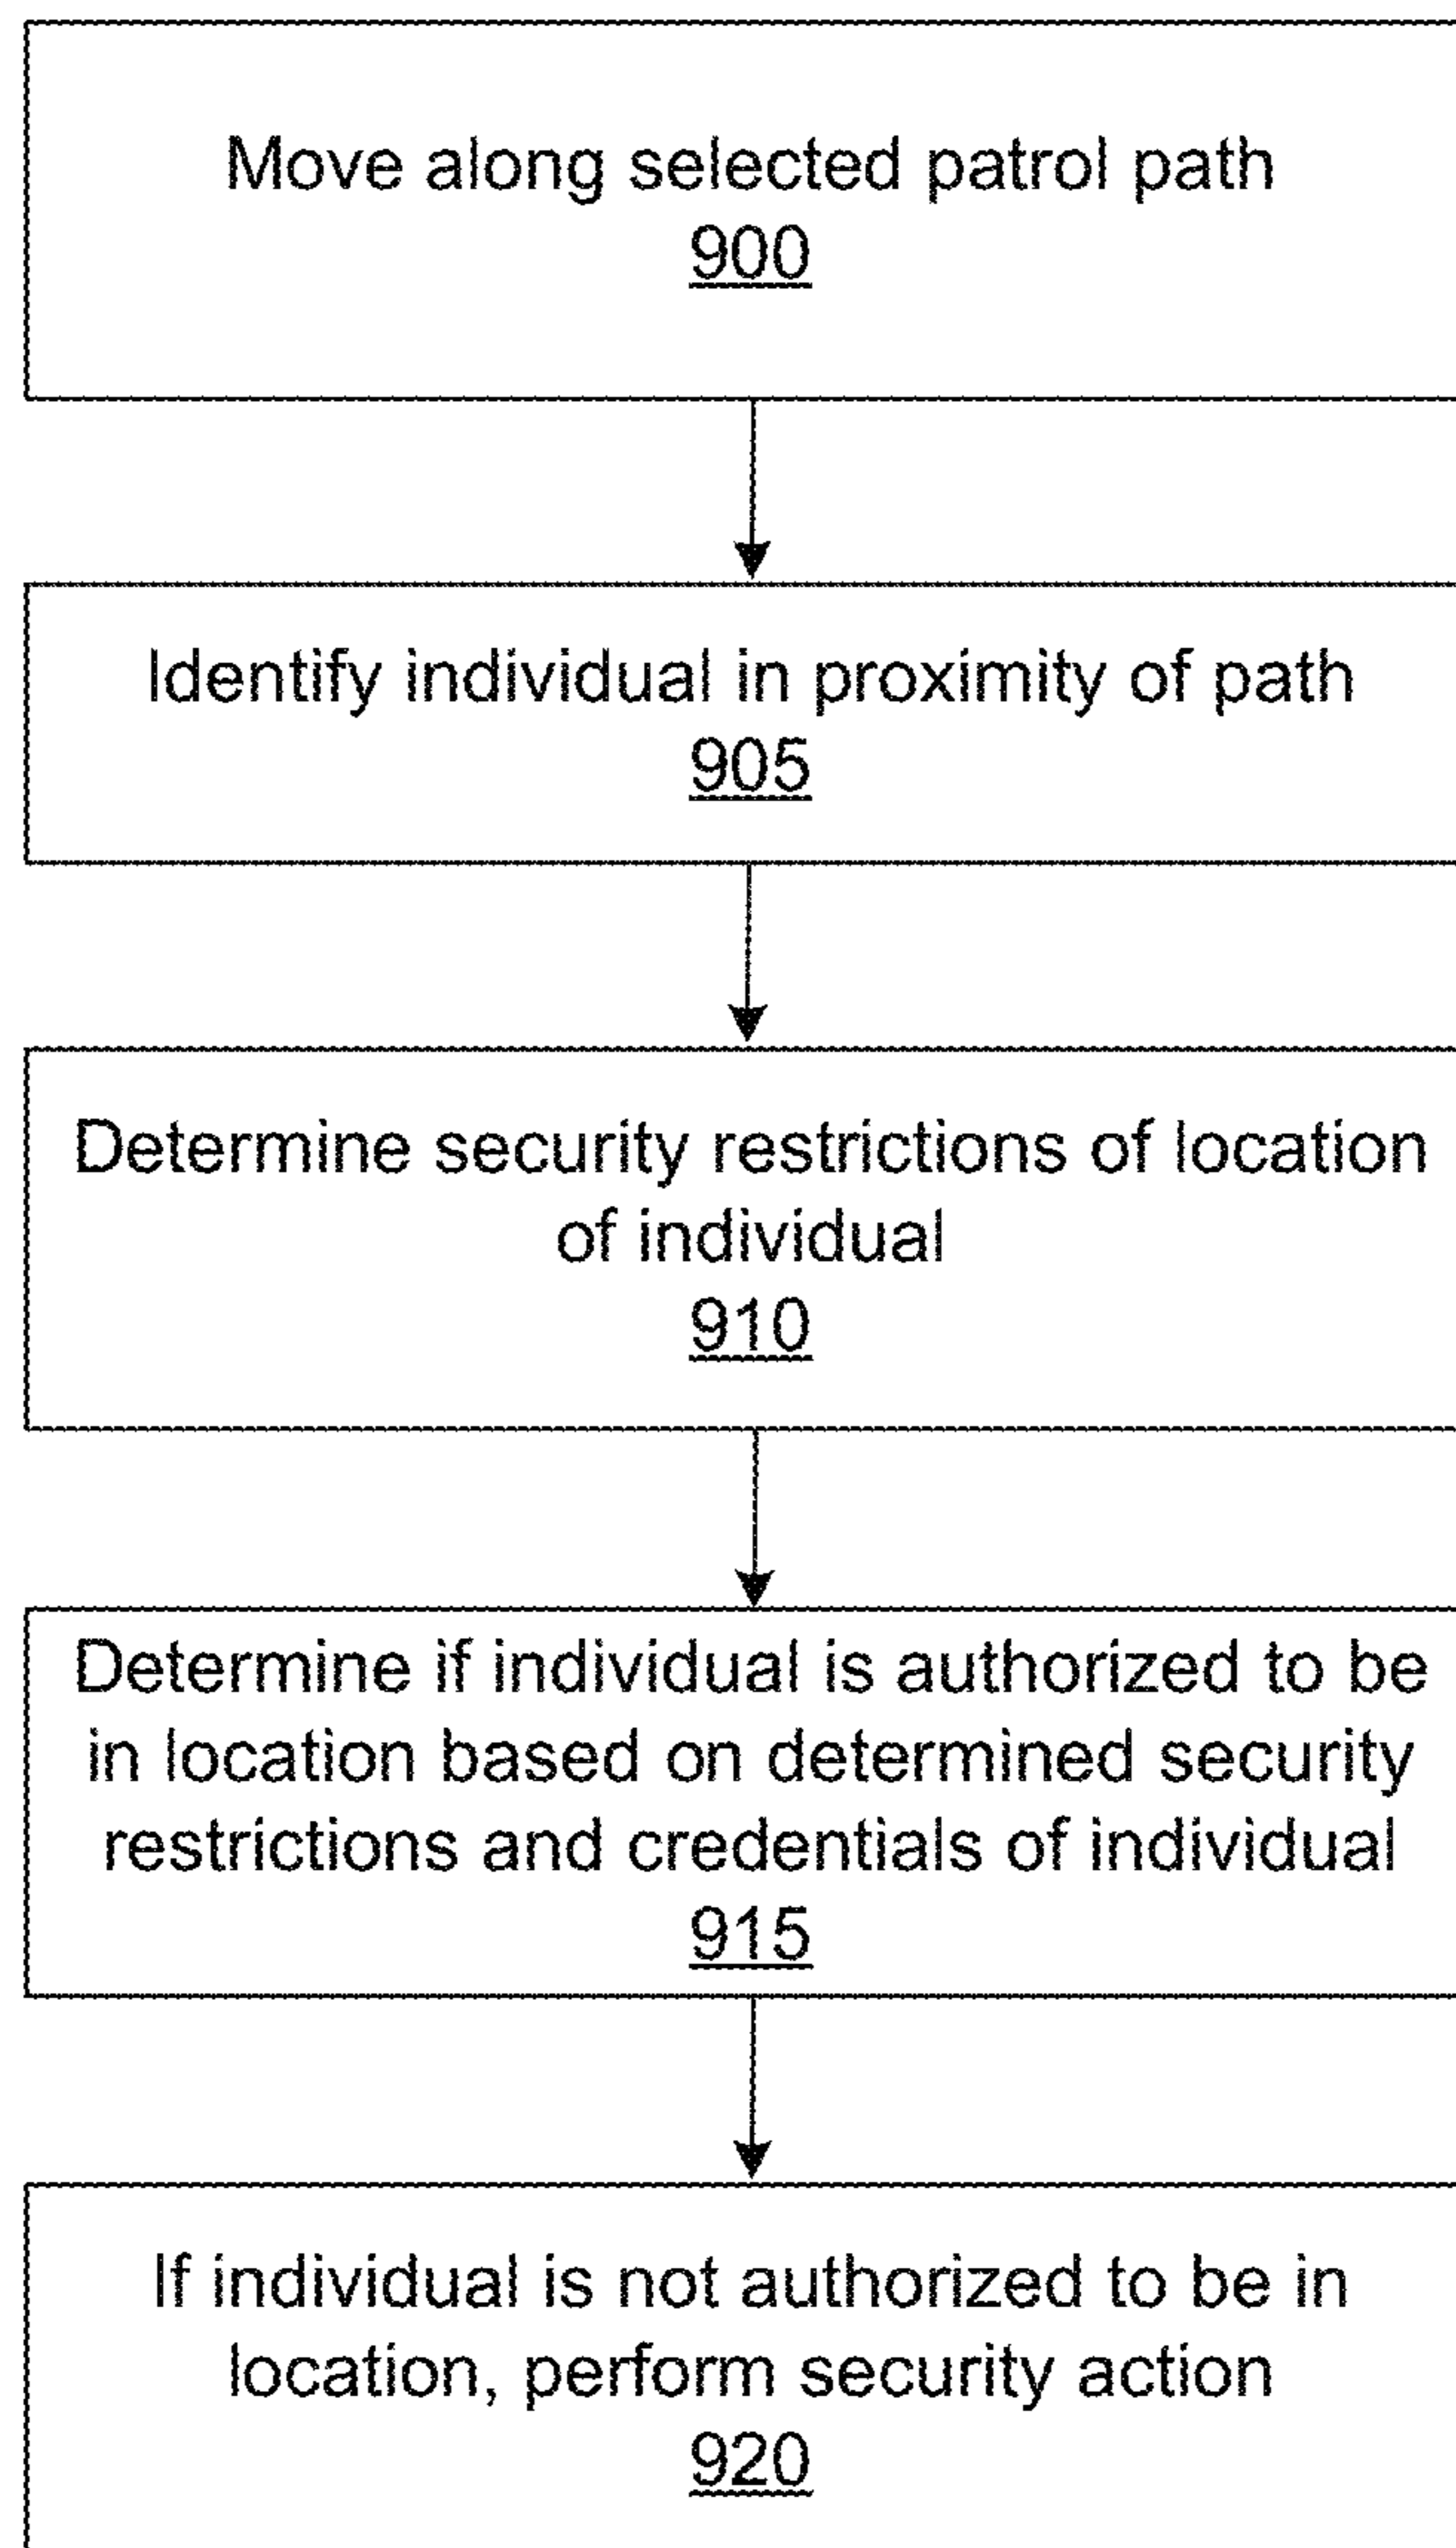 Move along selected patrol path
900
Identify individual in proximity of path
905
Determine security restrictions of location
of individual
910
Determine if individual is authorized to be
in location based on determined security
restrictions and credentials of individual
915
If individual is not authorized to be in
location, perform security action
920